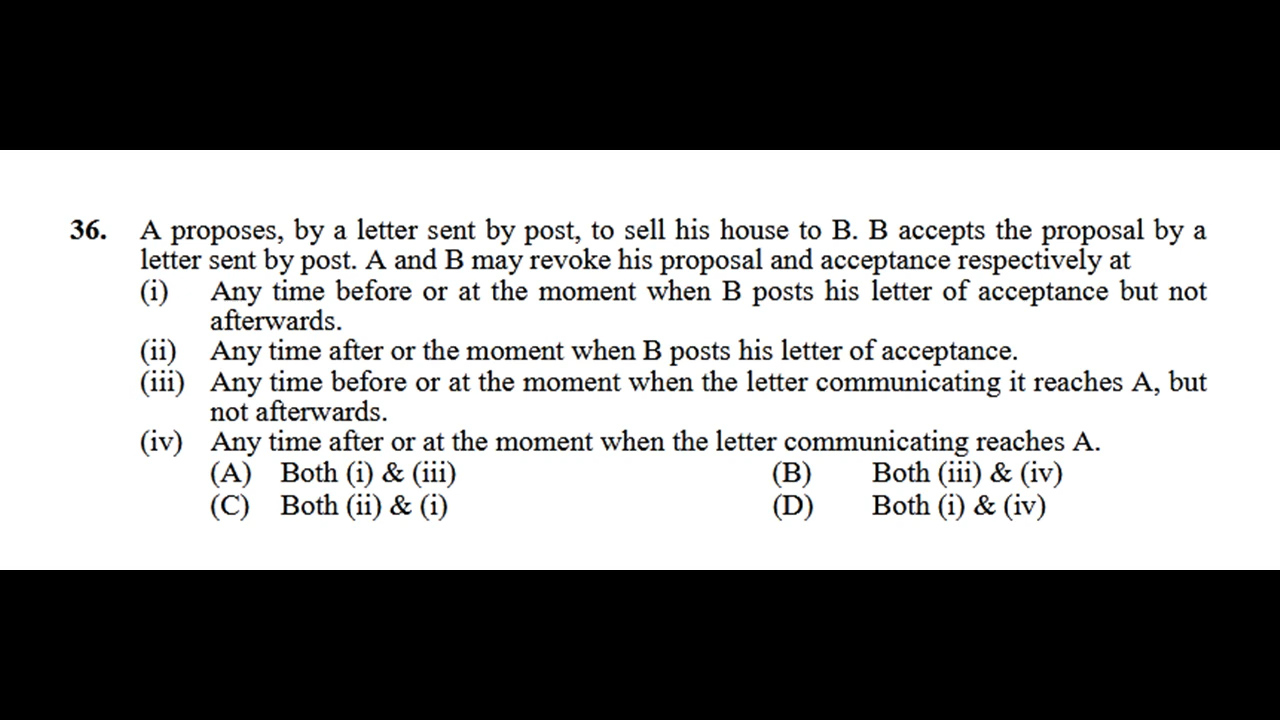 36. A proposes, by a letter sent by post, to sell his house to B. B accepts the proposal by a
letter sent by post. A and B may revoke his proposal and acceptance respectively at
(i) Any time before or at the moment when B posts his letter of acceptance but not
afterwards.
(ii) Any time after or the moment when B posts his letter of acceptance.
(iii) Any time before or at the moment when the letter communicating it reaches A, but
not afterwards.
(iv) Any time after or at the moment when the letter communicating reaches A.
(A) Both (i) & (iii) (B) Both (iii) & (iv)
(C) Both (ii) & (i) (D) Both (i) & (iv)